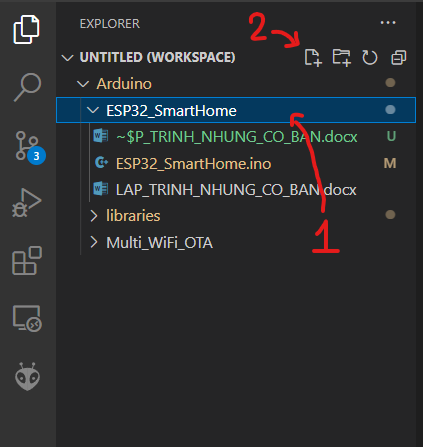 EXPLORER
2
UNTITLED (WORKSPACE)
Arduino
ESP32_SmartHome
~$P_TRINH_NHUNG_CO_BAN.docx U
ESP32_SmartHome.ino M
LAP_TRINH_NHUNG_CO_BAN.docx
libraries
Multi_WiFi_OTA
1
3